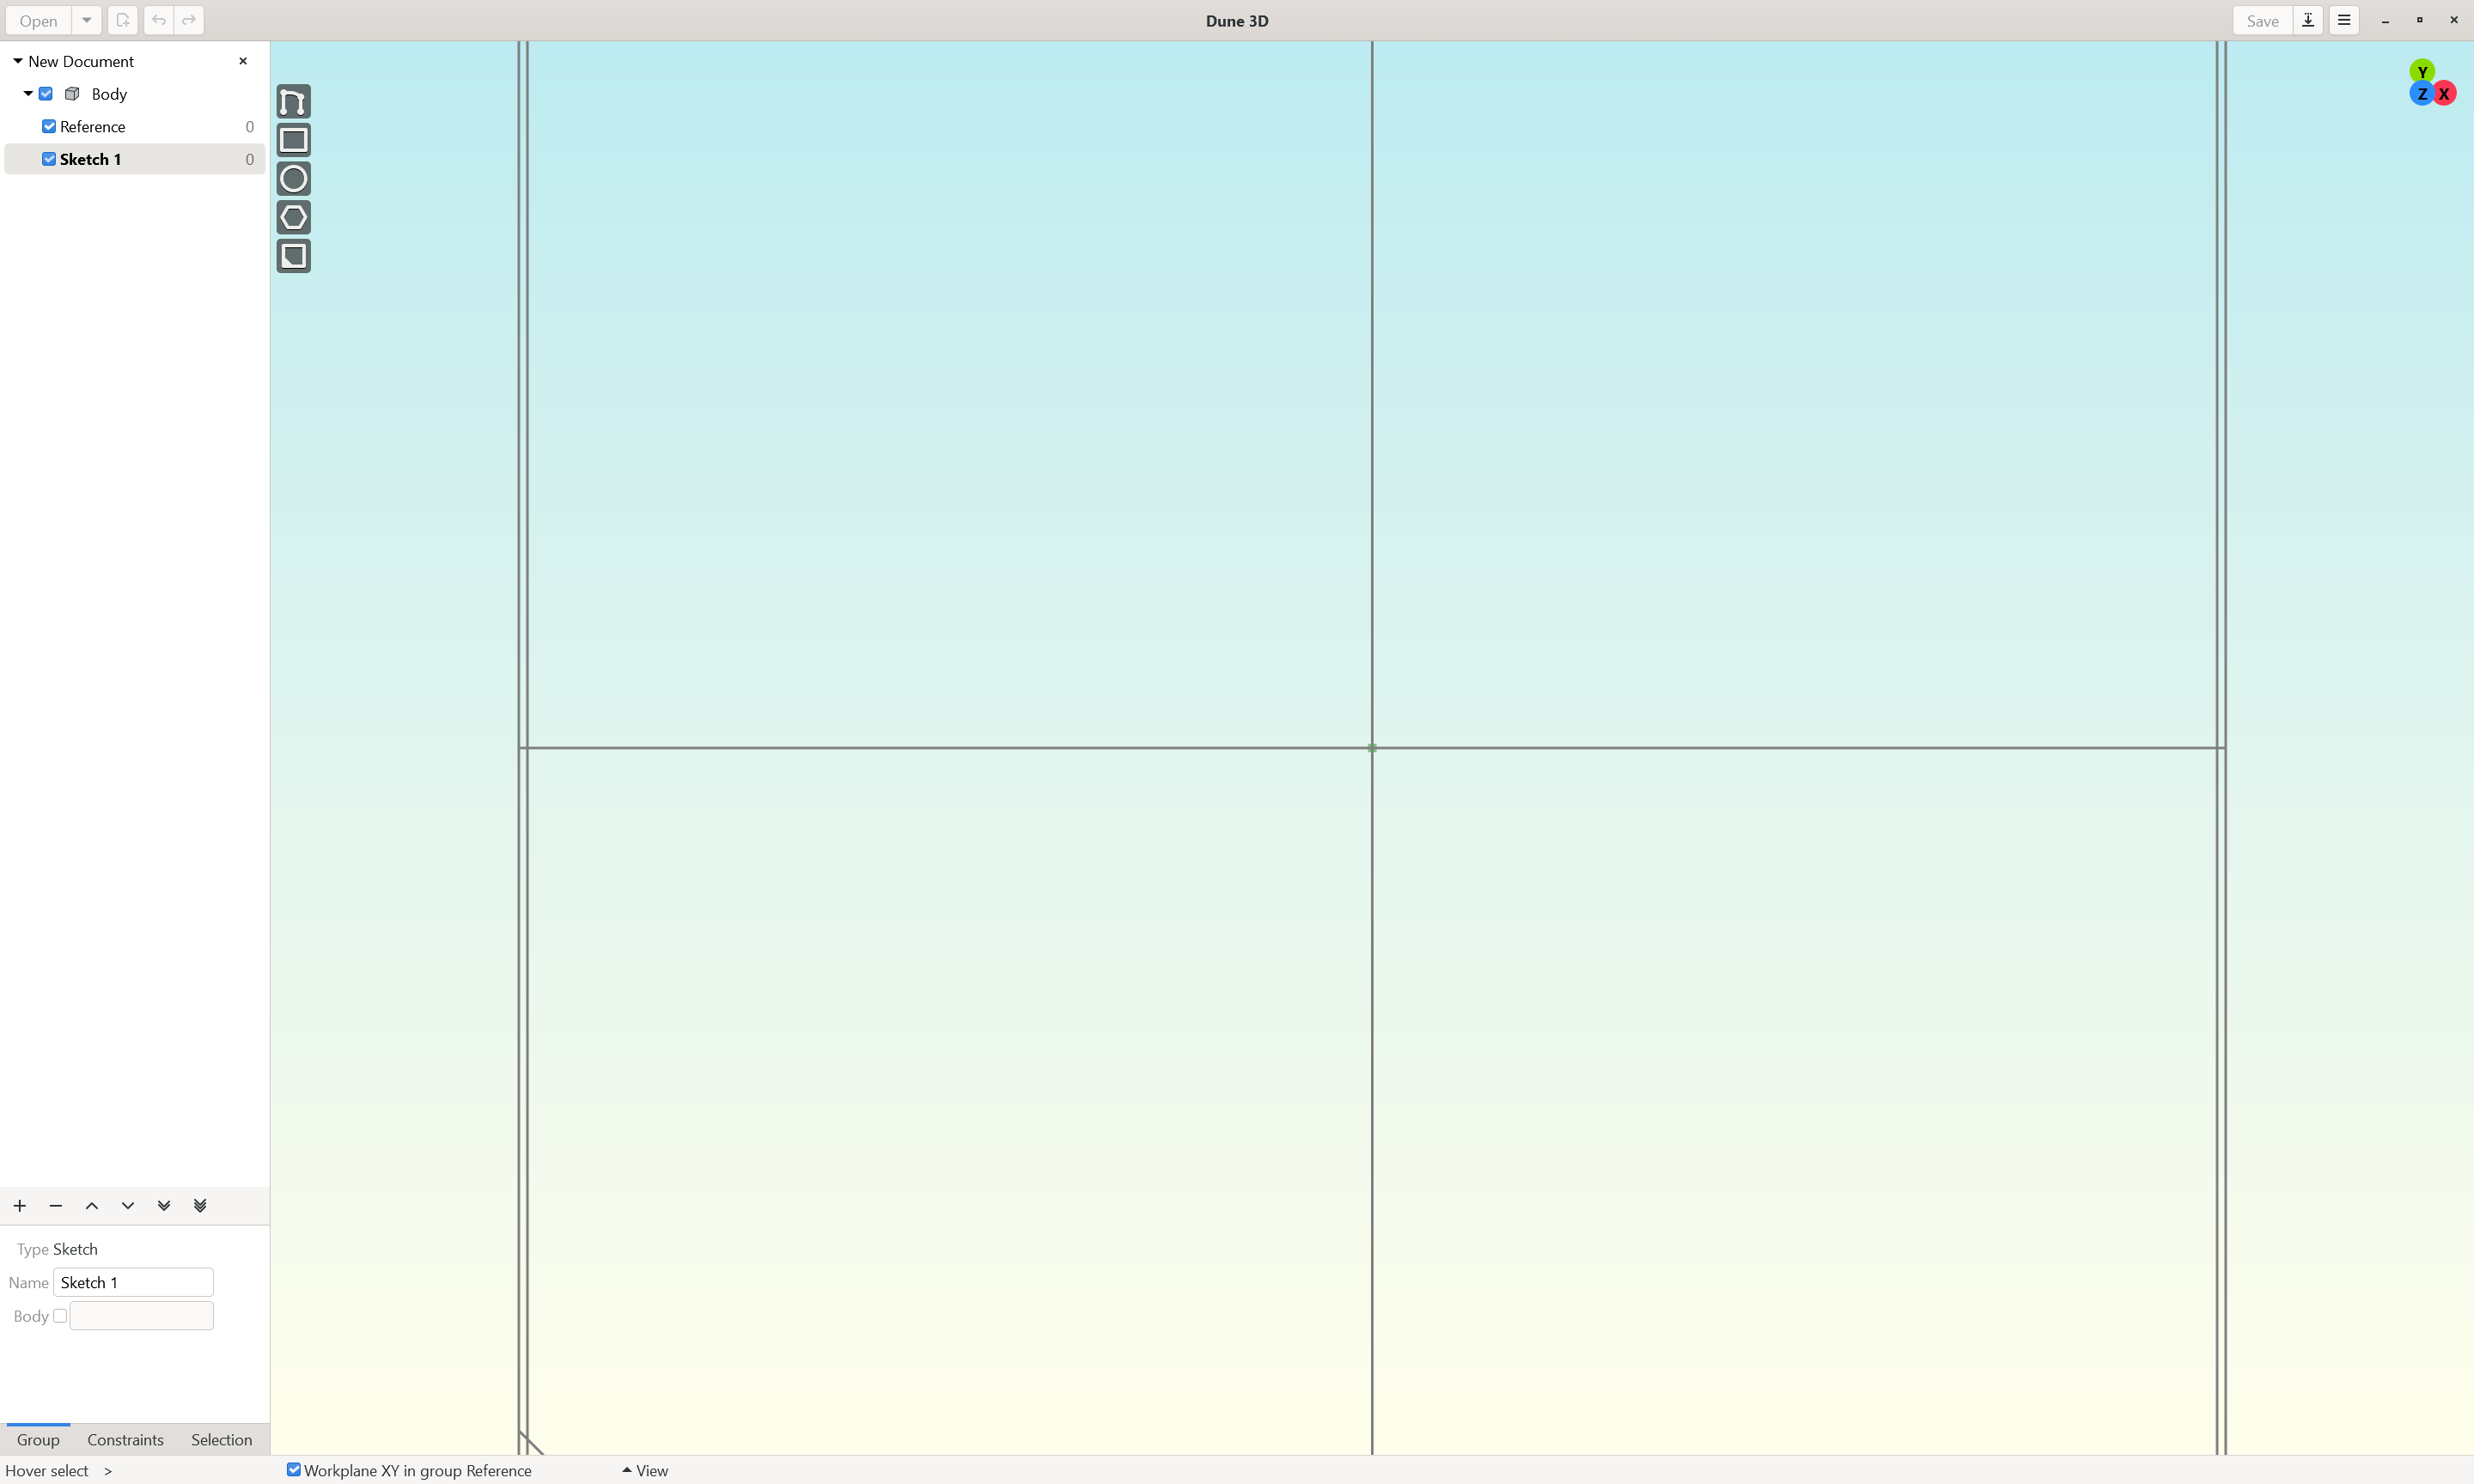 Open
Dune 3D
Save
New Document
Body
Reference 0
Sketch 1 0
Y
Z X
Type Sketch
Name Sketch 1
Body
Group Constraints Selection
Hover select > Workplane XY in group Reference View